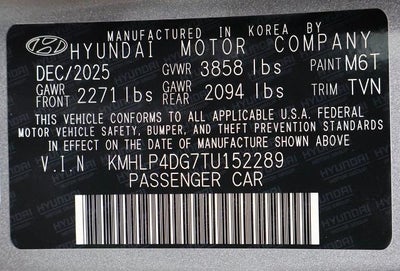 MANUFACTURED IN KOREA BY
HYUNDAI MOTOR COMPANY
DEC/2025 GVWR 3858 lbs PAINT M6T
GAWR FRONT 2271 lbs GAWR REAR 2094 lbs TRIM TVN
THIS VEHICLE CONFORMS TO ALL APPLICABLE U.S.A. FEDERAL
MOTOR VEHICLE SAFETY, BUMPER, AND THEFT PREVENTION STANDARDS
IN EFFECT ON THE DATE OF MANUFACTURE SHOWN ABOVE
V.I.N KMHLP4DG7TU152289
PASSENGER CAR